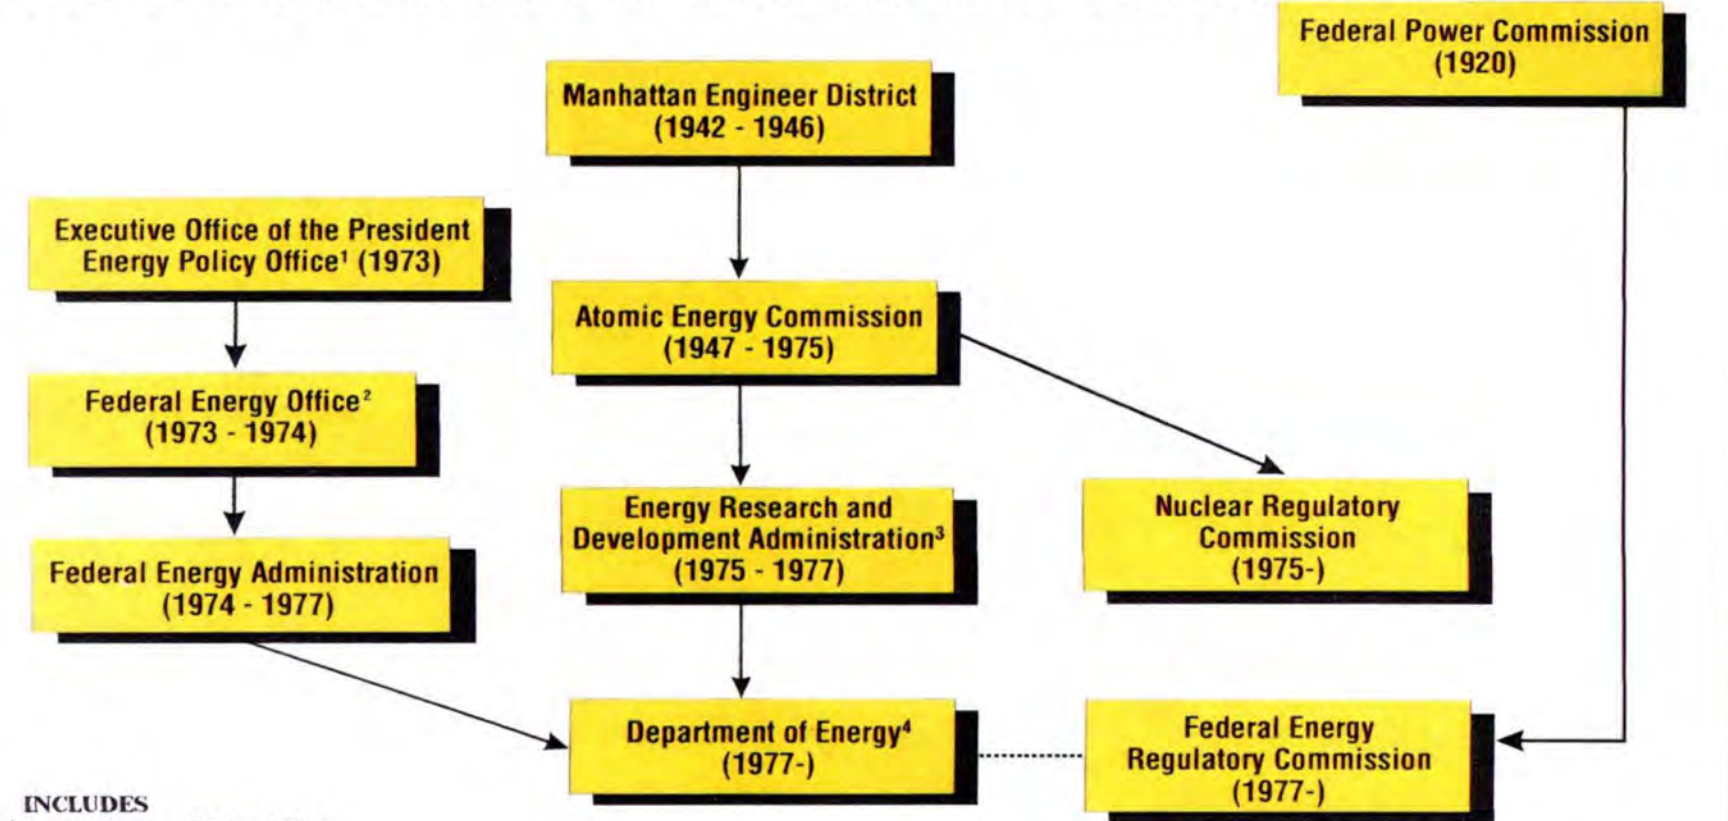 Federal Power Commission
(1920)
Manhattan Engineer District
(1942 - 1946)
Executive Office of the President
Energy Policy Office¹ (1973)
Atomic Energy Commission
(1947 - 1975)
Federal Energy Office²
(1973 - 1974)
Energy Research and
Development Administration³
(1975 - 1977)
Nuclear Regulatory
Commission
(1975-)
Federal Energy Administration
(1974 - 1977)
Department of Energy⁴
(1977-)
Federal Energy
Regulatory Commission
(1977-)
INCLUDES